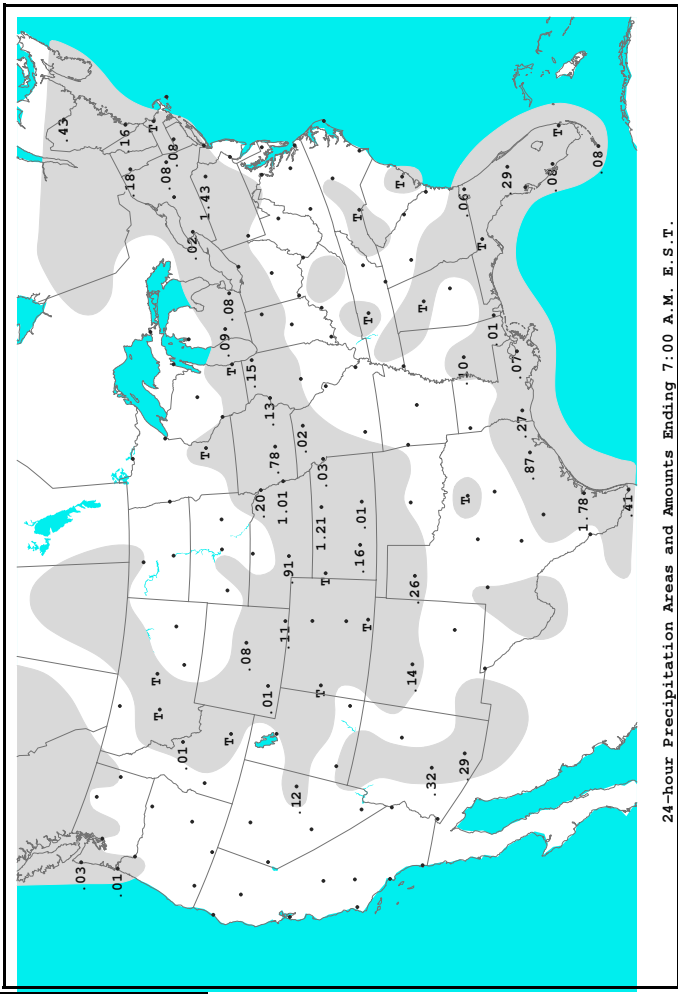 .43
.03
.01
.16
.18
T
T
T
.08
.08
.01
.02
1.43
T
.09
.08
T
T
.08
.15
.20
.01
.13
.78
1.01
.11
.91
.12
.02
T
1.21
.03
T
T
.16
.01
T
T
T
.14
.26
T
.32
.29
.10
.06
T
T
.01
.29
.07
.27
.87
.08
T
1.78
.08
.41
24-hour Precipitation Areas and Amounts Ending 7:00 A.M. E.S.T.